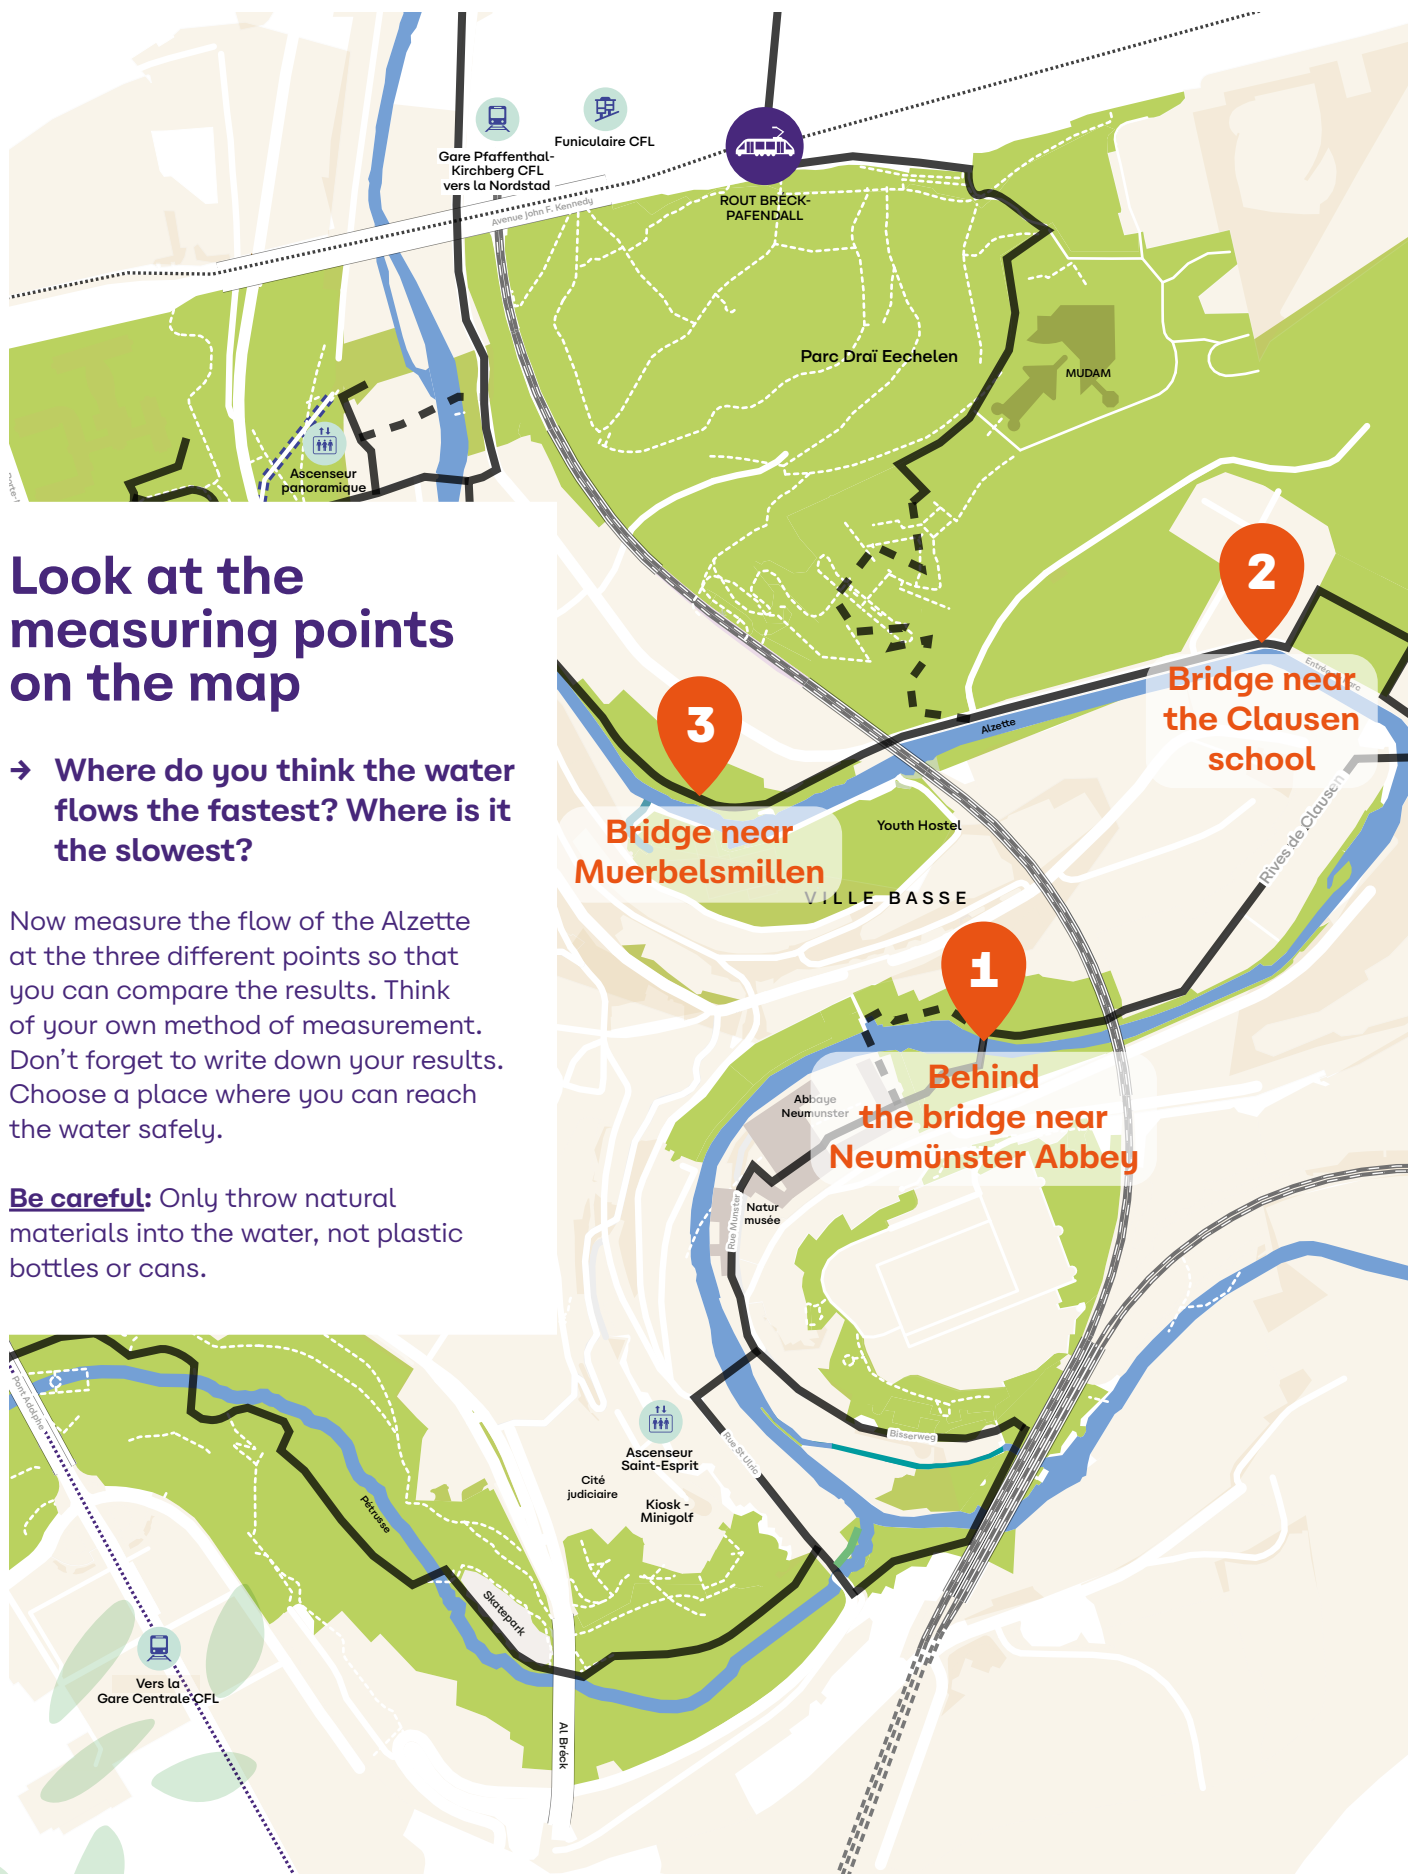 Gare Pfaffenthal-
Kirchberg CFL
vers la Nordstad
Funiculaire CFL
Avenue John F. Kennedy
ROUT BRÉCK-
PAFENDALL
Parc Draï Eechelen
MUDAM
Ascenseur
panoramique
Look at the
measuring points
on the map
→ Where do you think the water
flows the fastest? Where is it
the slowest?
Now measure the flow of the Alzette
at the three different points so that
you can compare the results. Think
of your own method of measurement.
Don’t forget to write down your results.
Choose a place where you can reach
the water safely.
Be careful: Only throw natural
materials into the water, not plastic
bottles or cans.
2
Bridge near
the Clausen
school
Alzette
Rives de Clausen
3
Bridge near
Muerbelsmillen
Youth Hostel
VILLE BASSE
1
Behind
the bridge near
Neumünster Abbey
Abbaye
Neumunster
Rue Munster
Natur
musée
Bisserweg
Rue St Ulric
Ascenseur
Saint-Esprit
Cité
judiciaire
Kiosk -
Minigolf
Pont Adolphe
Pétrusse
Skatepark
Vers la
Gare Centrale CFL
Al Bréck